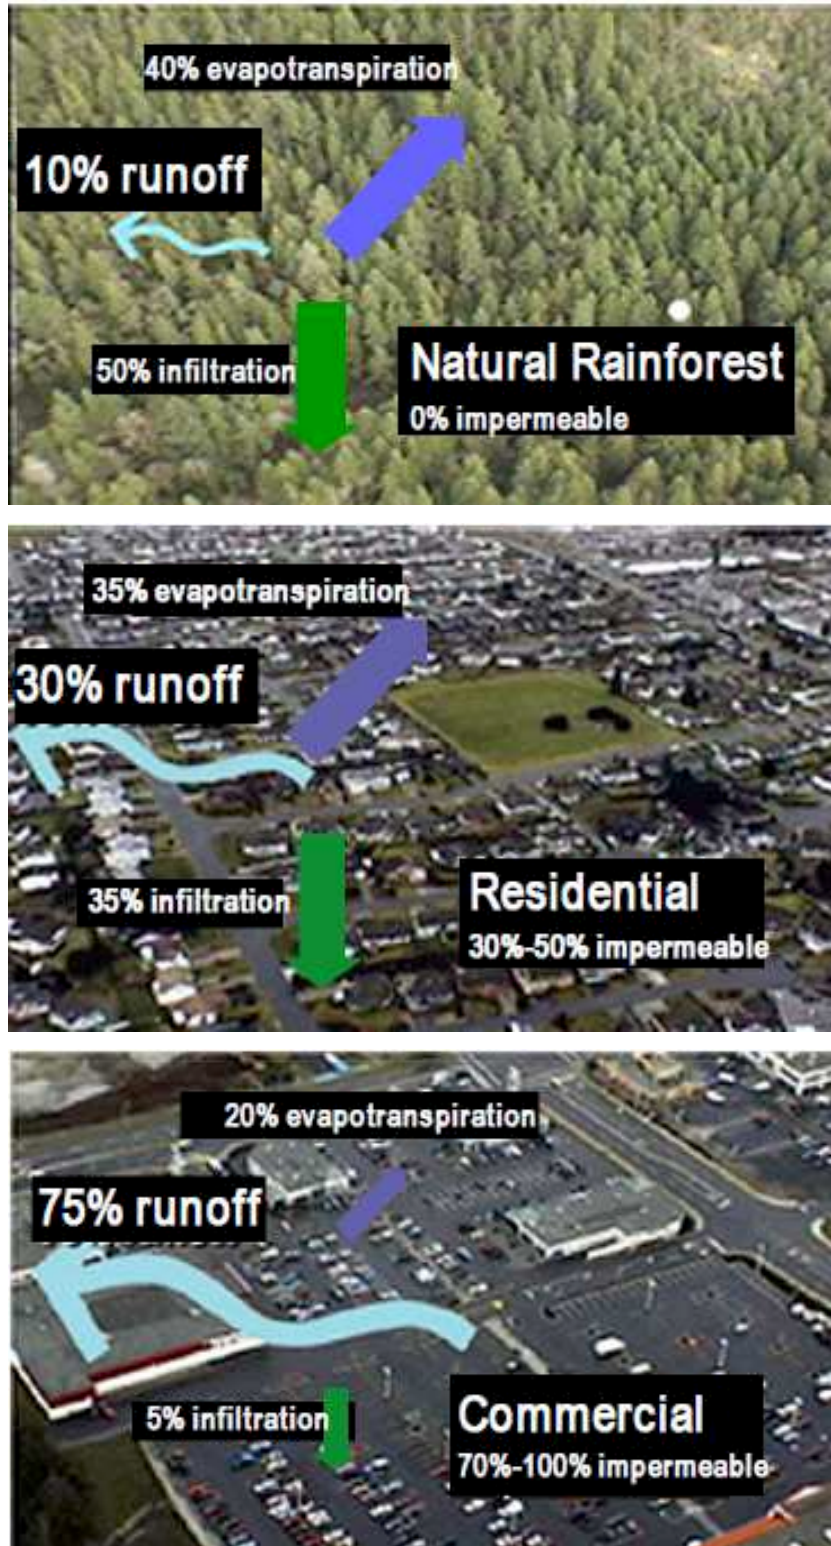 40% evapotranspiration
10% runoff
50% infiltration
Natural Rainforest
0% impermeable
35% evapotranspiration
30% runoff
35% infiltration
Residential
30%-50% impermeable
20% evapotranspiration
75% runoff
5% infiltration
Commercial
70%-100% impermeable